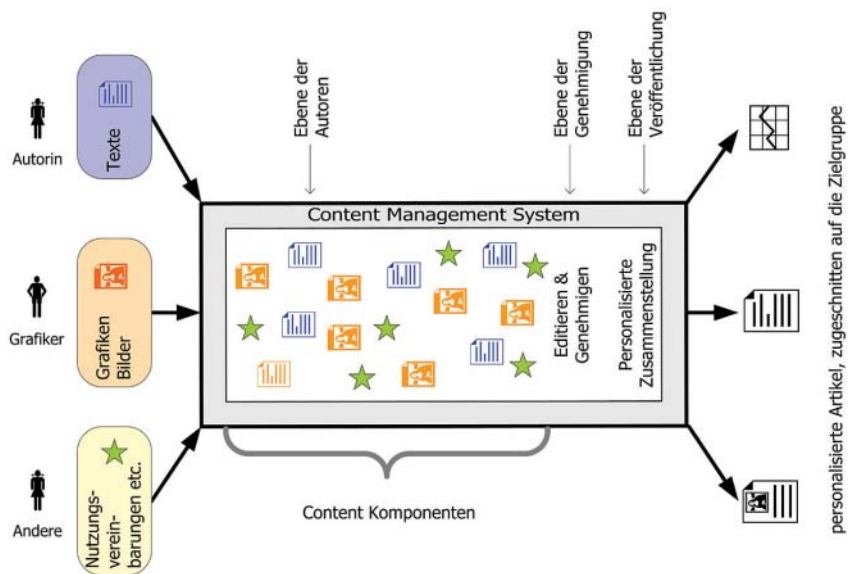 Autorin
Texte
Grafiker
Grafiken
Bilder
Andere
Nutzungs-
verein-
barungen etc.
Ebene der
Autoren
Ebene der
Genehmigung
Ebene der
Veröffentlichung
Content Management System
Editieren &
Genehmigen
Personalisierte
Zusammenstellung
Content Komponenten
personalisierte Artikel, zugeschnitten auf die Zielgruppe